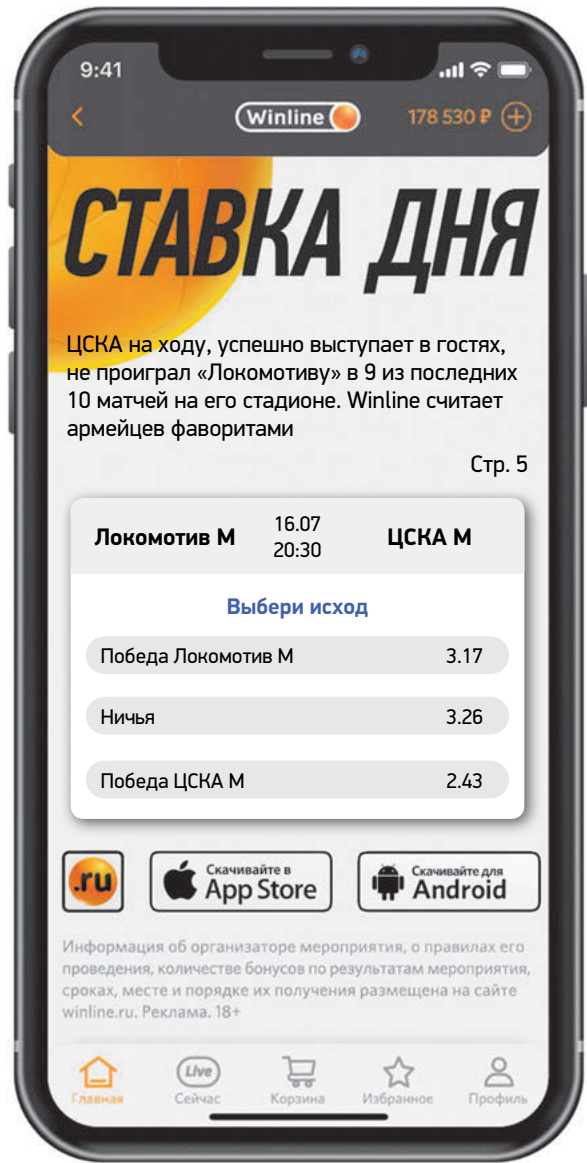 9:41
Winline
178 530 ₽
СТАВКА ДНЯ
ЦСКА на ходу, успешно выступает в гостях,
не проиграл «Локомотиву» в 9 из последних
10 матчей на его стадионе. Winline считает
армейцев фаворитами
Стр. 5
Локомотив М
16.07
20:30
ЦСКА М
Выбери исход
Победа Локомотив М 3.17
Ничья 3.26
Победа ЦСКА М 2.43
.ru
Скачивайте в
App Store
Скачивайте для
Android
Информация об организаторе мероприятия, о правилах его
проведения, количестве бонусов по результатам мероприятия,
сроках, месте и порядке их получения размещена на сайте
winline.ru. Реклама. 18+
Live
Главная Сейчас Корзина Избранное Профиль